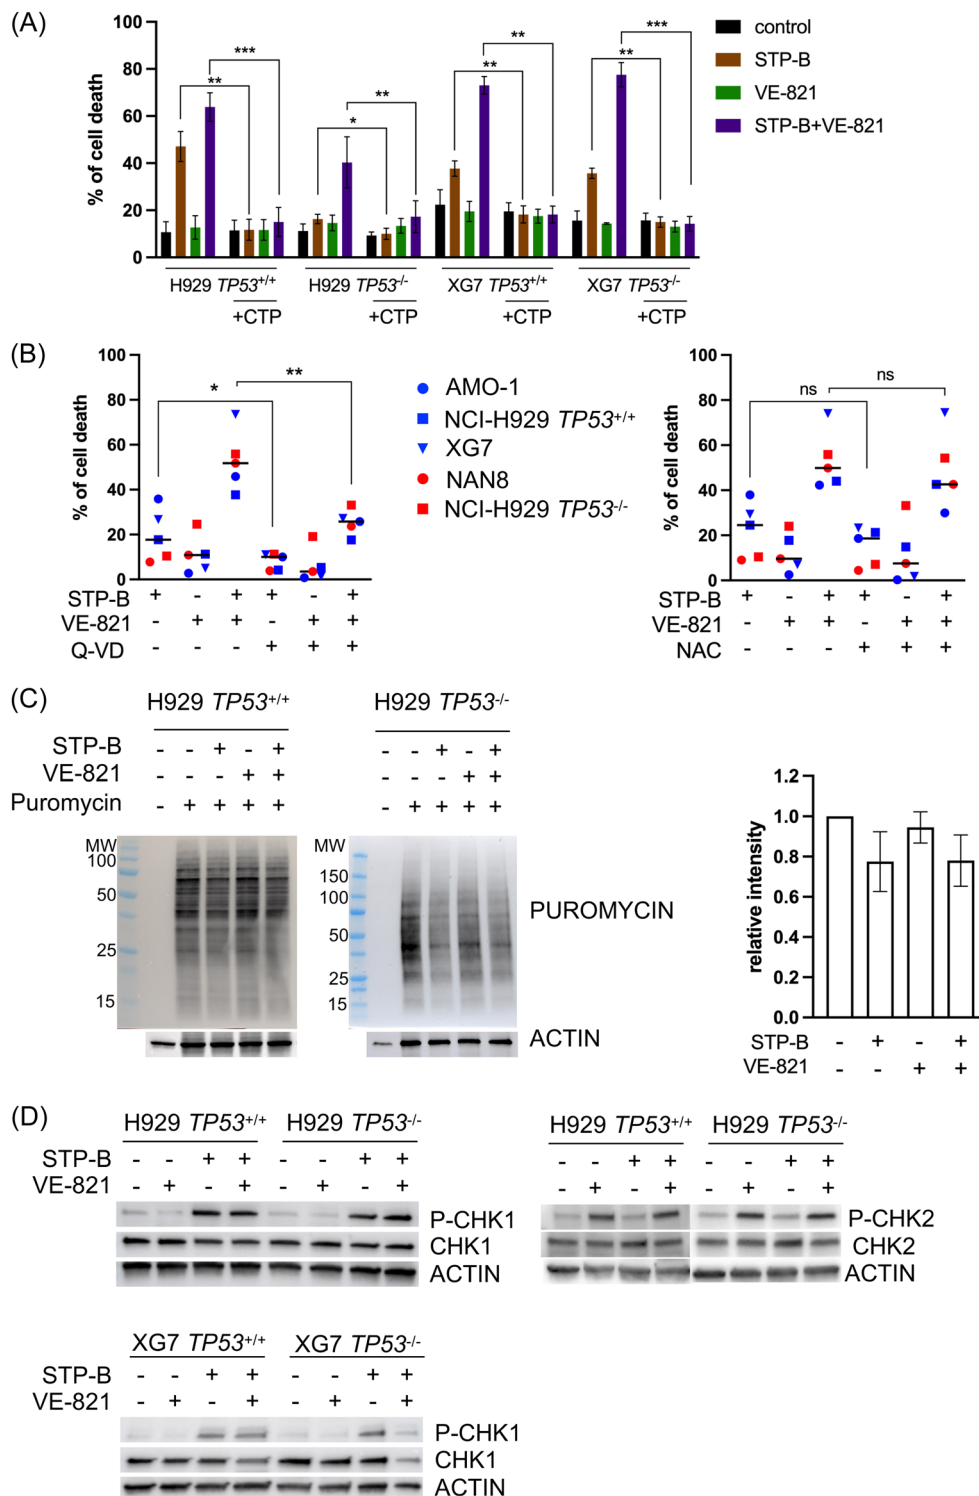 (A)
100
80
60
40
20
0
% of cell death
** *** * ** ** ** ** ***
control
STP-B
VE-821
STP-B+VE-821
H929 TP53+/+ H929 TP53-/- XG7 TP53+/+ XG7 TP53-/-
+CTP +CTP +CTP +CTP
(B)
100
80
60
40
20
0
% of cell death
* **
STP-B + - + + - +
VE-821 - + + - + +
Q-VD - - - + + +
AMO-1
NCI-H929 TP53+/+
XG7
NAN8
NCI-H929 TP53-/-
100
80
60
40
20
0
% of cell death
ns ns
STP-B + - + + - +
VE-821 - + + - + +
NAC - - - + + +
(C)
H929 TP53+/+ H929 TP53-/-
STP-B - - + - + - - + - +
VE-821 - - - + + - - - + +
Puromycin - + + + + - + + + +
MW
100
50
25
15
MW
150
100
50
25
15
PUROMYCIN
ACTIN
1.2
1.0
0.8
0.6
0.4
0.2
0.0
relative intensity
STP-B - + - +
VE-821 - - + +
(D)
H929 TP53+/+ H929 TP53-/-
STP-B - - + + - - + +
VE-821 - + - + - + - +
P-CHK1
CHK1
ACTIN
H929 TP53+/+ H929 TP53-/-
- - + + - - + +
- + - + - + - +
P-CHK2
CHK2
ACTIN
XG7 TP53+/+ XG7 TP53-/-
STP-B - - + + - - + +
VE-821 - + - + - + - +
P-CHK1
CHK1
ACTIN